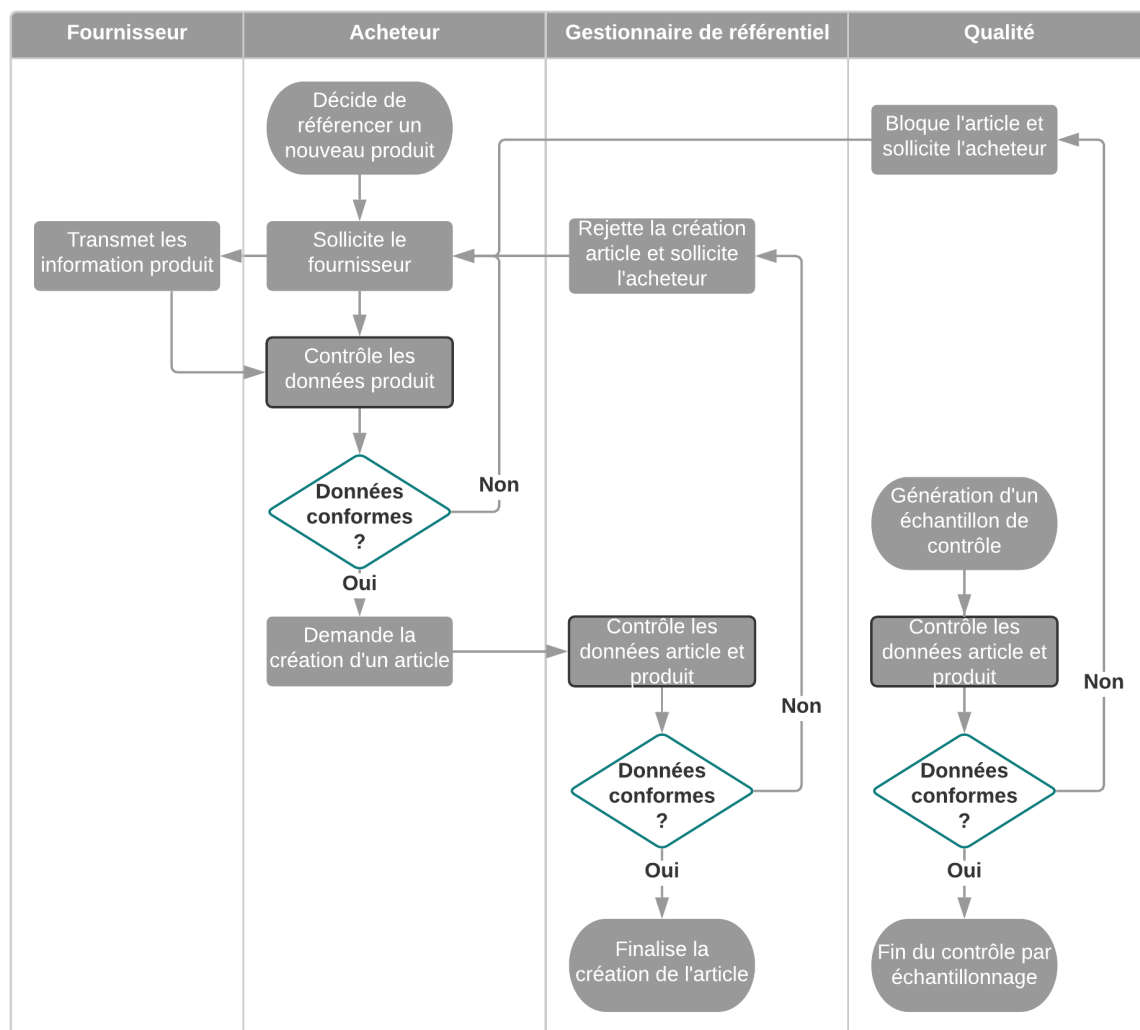 Fournisseur
Acheteur
Gestionnaire de référentiel
Qualité
Décide de
référencer un
nouveau produit
Bloque l'article et
sollicite l'acheteur
Transmet les
information produit
Sollicite le
fournisseur
Rejette la création
article et sollicite
l'acheteur
Contrôle les
données produit
Données
conformes
?
Non
Oui
Demande la
création d'un article
Contrôle les
données article et
produit
Données
conformes
?
Non
Oui
Finalise la
création de l'article
Génération d'un
échantillon de
contrôle
Contrôle les
données article et
produit
Données
conformes
?
Non
Oui
Fin du contrôle par
échantillonnage